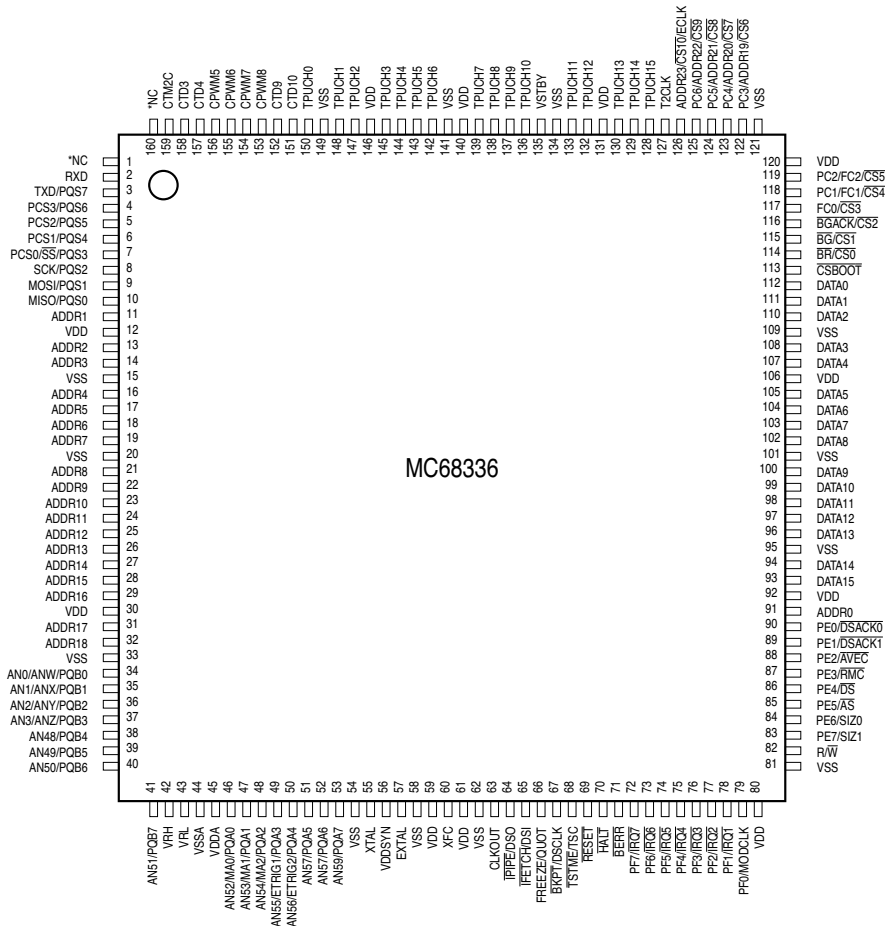 *NC
CTM2C
CTD3
CTD4
CPWM5
CPWM6
CPWM7
CPWM8
CTD9
CTD10
TPUCH0
VSS
TPUCH1
TPUCH2
VDD
TPUCH3
TPUCH4
TPUCH5
TPUCH6
VSS
VDD
TPUCH7
TPUCH8
TPUCH9
TPUCH10
VSTBY
VSS
TPUCH11
TPUCH12
VDD
TPUCH13
TPUCH14
TPUCH15
T2CLK
ADDR23/CS10/ECLK
PC6/ADDR22/CS9
PC5/ADDR21/CS8
PC4/ADDR20/CS7
PC3/ADDR19/CS6
VSS
160 159 158 157 156 155 154 153 152 151 150 149 148 147 146 145 144 143 142 141 140 139 138 137 136 135 134 133 132 131 130 129 128 127 126 125 124 123 122 121
*NC 1
RXD 2
TXD/PQS7 3
PCS3/PQS6 4
PCS2/PQS5 5
PCS1/PQS4 6
PCS0/SS/PQS3 7
SCK/PQS2 8
MOSI/PQS1 9
MISO/PQS0 10
ADDR1 11
VDD 12
ADDR2 13
ADDR3 14
VSS 15
ADDR4 16
ADDR5 17
ADDR6 18
ADDR7 19
VSS 20
ADDR8 21
ADDR9 22
ADDR10 23
ADDR11 24
ADDR12 25
ADDR13 26
ADDR14 27
ADDR15 28
ADDR16 29
VDD 30
ADDR17 31
ADDR18 32
VSS 33
AN0/ANW/PQB0 34
AN1/ANX/PQB1 35
AN2/ANY/PQB2 36
AN3/ANZ/PQB3 37
AN48/PQB4 38
AN49/PQB5 39
AN50/PQB6 40
MC68336
120 VDD
119 PC2/FC2/CS5
118 PC1/FC1/CS4
117 FC0/CS3
116 BGACK/CS2
115 BG/CS1
114 BR/CS0
113 CSBOOT
112 DATA0
111 DATA1
110 DATA2
109 VSS
108 DATA3
107 DATA4
106 VDD
105 DATA5
104 DATA6
103 DATA7
102 DATA8
101 VSS
100 DATA9
99 DATA10
98 DATA11
97 DATA12
96 DATA13
95 VSS
94 DATA14
93 DATA15
92 VDD
91 ADDR0
90 PE0/DSACK0
89 PE1/DSACK1
88 PE2/AVEC
87 PE3/RMC
86 PE4/DS
85 PE5/AS
84 PE6/SIZ0
83 PE7/SIZ1
82 R/W
81 VSS
41 42 43 44 45 46 47 48 49 50 51 52 53 54 55 56 57 58 59 60 61 62 63 64 65 66 67 68 69 70 71 72 73 74 75 76 77 78 79 80
AN51/PQB7
VRH
VRL
VSSA
VDDA
AN52/MA0/PQA0
AN53/MA1/PQA1
AN54/MA2/PQA2
AN55/ETRIG1/PQA3
AN56/ETRIG2/PQA4
AN57/PQA5
AN57/PQA6
AN59/PQA7
VSS
XTAL
VDDSYN
EXTAL
VSS
VDD
XFC
VDD
VSS
CLKOUT
IPIPE/DSO
IFETCH/DSI
FREEZE/QUOT
BKPT/DSCLK
TSTME/TSC
RESET
HALT
BERR
PF7/IRQ7
PF6/IRQ6
PF5/IRQ5
PF4/IRQ4
PF3/IRQ3
PF2/IRQ2
PF1/IRQ1
PF0/MODCLK
VDD